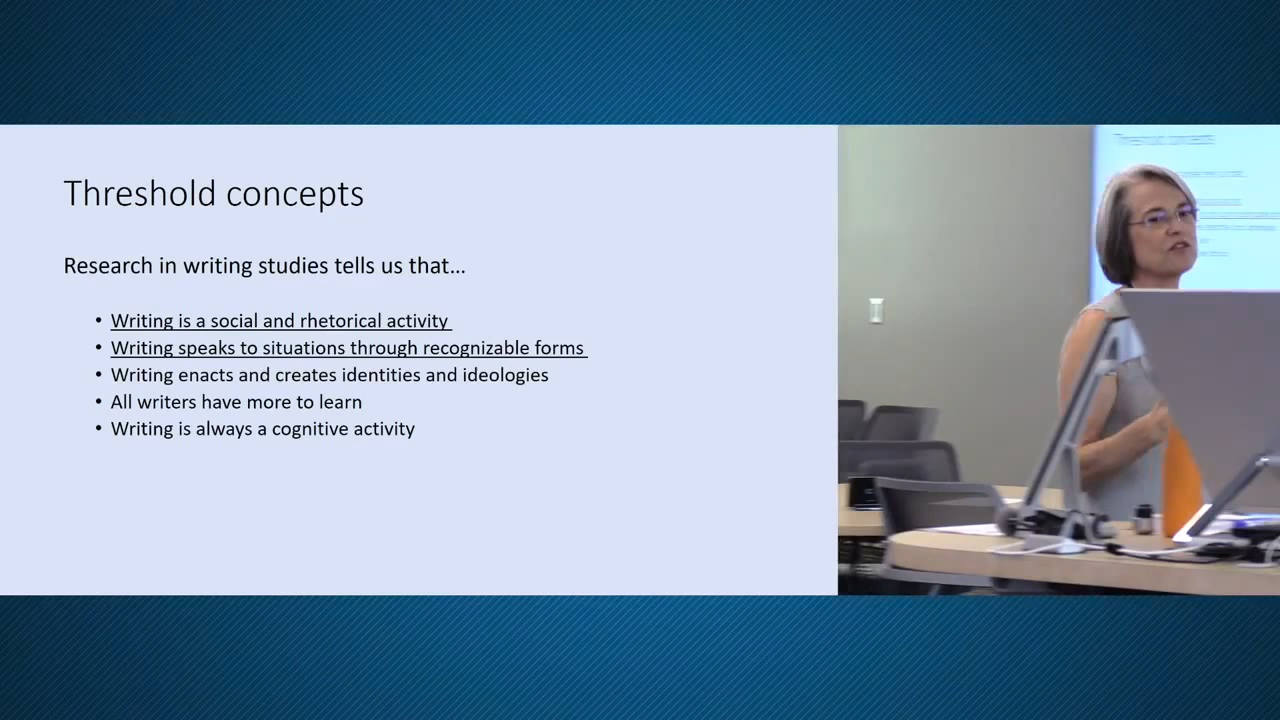 Threshold concepts
Research in writing studies tells us that...
• Writing is a social and rhetorical activity
• Writing speaks to situations through recognizable forms
• Writing enacts and creates identities and ideologies
• All writers have more to learn
• Writing is always a cognitive activity